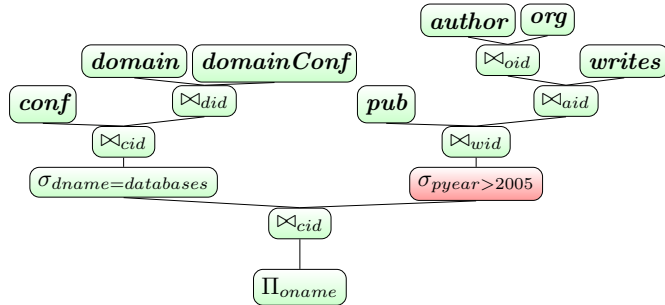 author org
domain domainConf ⋈oid writes
conf ⋈did pub ⋈aid
⋈cid ⋈wid
σdname=databases σpyear>2005
⋈cid
Πoname